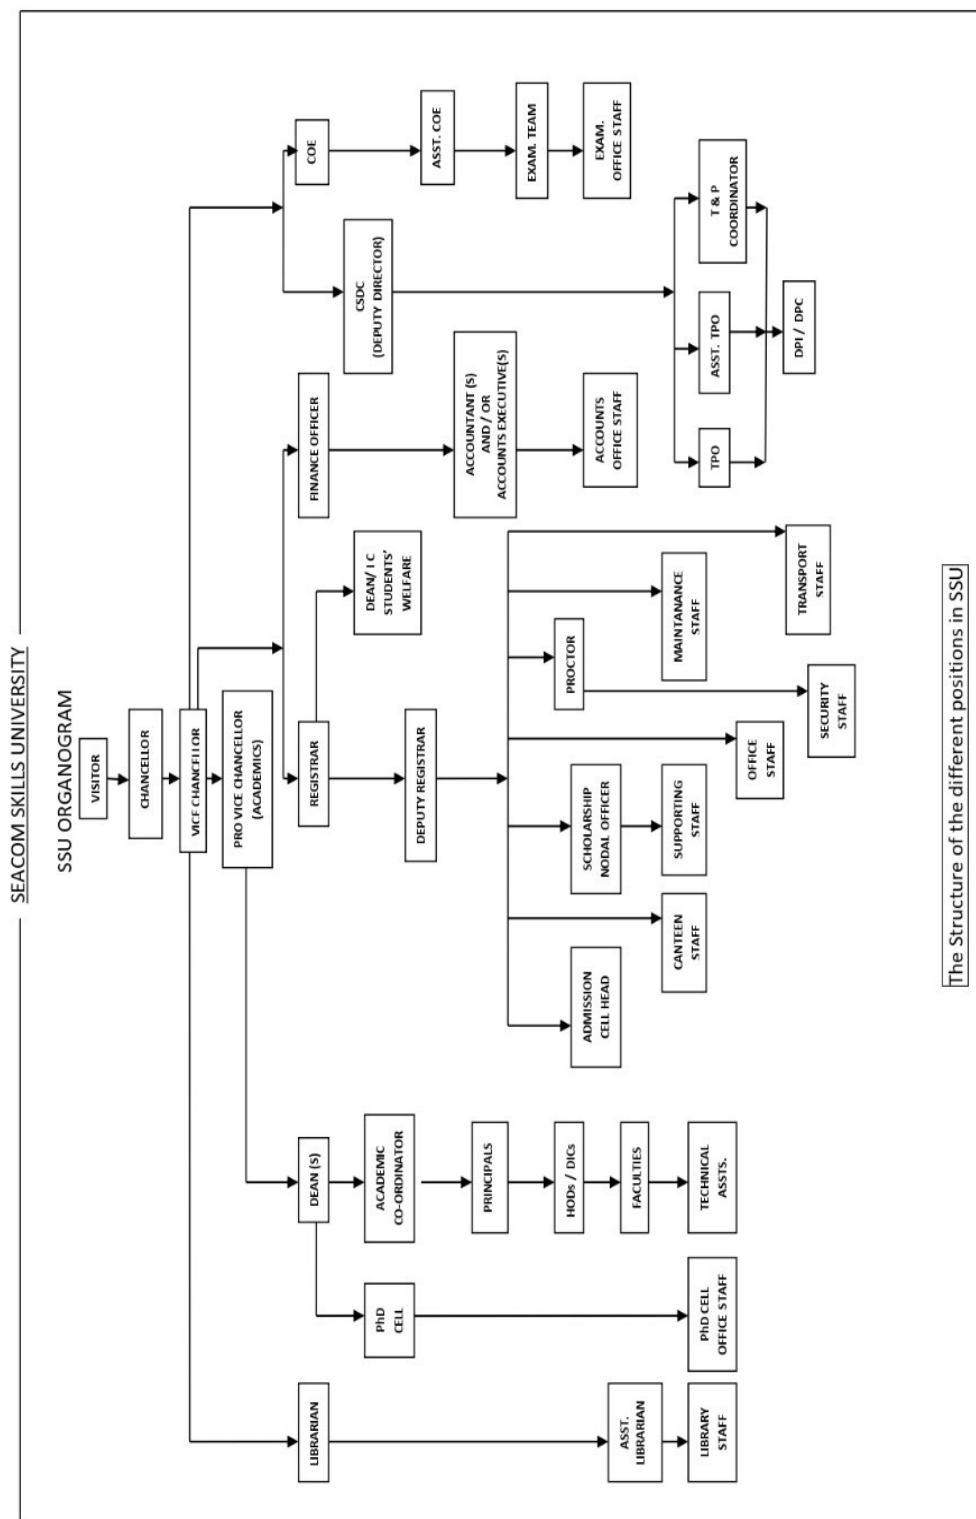 SEACOM SKILLS UNIVERSITY
SSU ORGANOGRAM
VISITOR
CHANCELLOR
VICE CHANCELLOR
PRO VICE CHANCELLOR
(ACADEMICS)
LIBRARIAN
DEAN (S)
REGISTRAR
FINANCE OFFICER
COE
PhD
CELL
ACADEMIC
CO-ORDINATOR
DEAN/ I C
STUDENTS'
WELFARE
CSDC
(DEPUTY DIRECTOR)
DEPUTY REGISTRAR
ASST. COE
PRINCIPALS
ACCOUNTANT (S)
AND / OR
ACCOUNTS EXECUTIVE(S)
EXAM. TEAM
HODs / DICs
ADMISSION
CELL HEAD
SCHOLARSHIP
NODAL OFFICER
PROCTOR
ACCOUNTS
OFFICE STAFF
EXAM.
OFFICE STAFF
ASST.
LIBRARIAN
FACULTIES
LIBRARY
STAFF
PhD CELL
OFFICE STAFF
TECHNICAL
ASSTS.
CANTEEN
STAFF
SUPPORTING
STAFF
MAINTANANCE
STAFF
TPO
ASST. TPO
T & P
COORDINATOR
OFFICE
STAFF
SECURITY
STAFF
TRANSPORT
STAFF
DPI / DPC
The Structure of the different positions in SSU